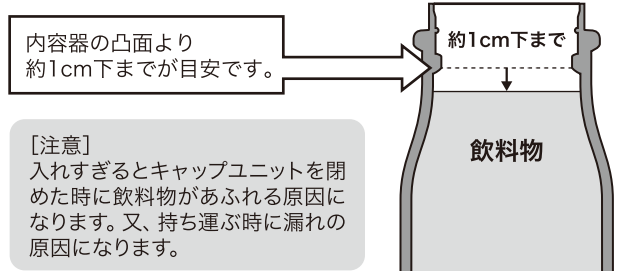 内容器の凸面より
約1cm下までが目安です。
約1cm下まで
飲料物
［注意］
入れすぎるとキャップユニットを閉
めた時に飲料物があふれる原因に
なります。又、持ち運ぶ時に漏れの
原因になります。